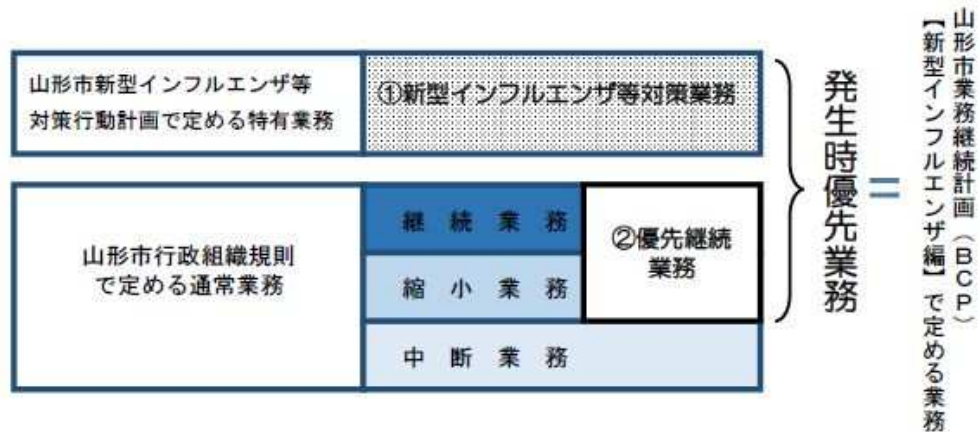 山形市新型インフルエンザ等
対策行動計画で定める特有業務
①新型インフルエンザ等対策業務
山形市行政組織規則
で定める通常業務
継続業務
縮小業務
中断業務
②優先継続
業務
発生時優先業務
＝
山形市業務継続計画（ＢＣＰ）
【新型インフルエンザ編】で定める業務